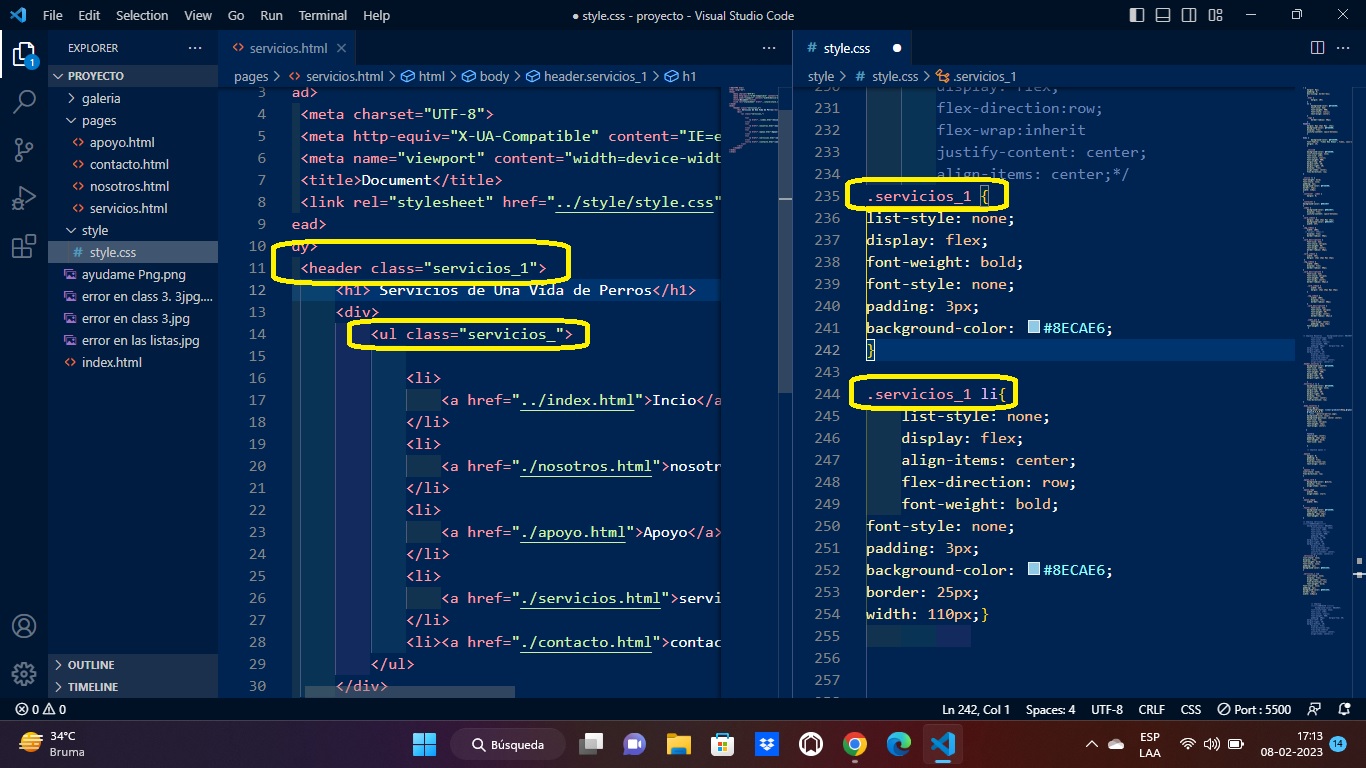 File Edit Selection View Go Run Terminal Help
● style.css - proyecto - Visual Studio Code
EXPLORER
PROYECTO
galeria
pages
apoyo.html
contacto.html
nosotros.html
servicios.html
style
# style.css
ayudame Png.png
error en class 3. 3jpg....
error en class 3.jpg
error en las listas.jpg
index.html
OUTLINE
TIMELINE
servicios.html
pages > servicios.html > html > body > header.servicios_1 > h1
3 ad>
4 <meta charset="UTF-8">
5 <meta http-equiv="X-UA-Compatible" content="IE=e
6 <meta name="viewport" content="width=device-widt
7 <title>Document</title>
8 <link rel="stylesheet" href="../style/style.css"
9 ead>
10 dy>
11 <header class="servicios_1">
12 <h1> Servicios de Una Vida de Perros</h1>
13 <div>
14 <ul class="servicios_">
15
16 <li>
17 <a href="../index.html">Incio</a
18 </li>
19 <li>
20 <a href="./nosotros.html">nosotr
21 </li>
22 <li>
23 <a href="./apoyo.html">Apoyo</a>
24 </li>
25 <li>
26 <a href="./servicios.html">servi
27 </li>
28 <li><a href="./contacto.html">contac
29 </ul>
30 </div>
# style.css ●
style > # style.css > .servicios_1
230 display: flex;
231 flex-direction:row;
232 flex-wrap:inherit
233 justify-content: center;
234 align-items: center;*/
235 .servicios_1 {
236 list-style: none;
237 display: flex;
238 font-weight: bold;
239 font-style: none;
240 padding: 3px;
241 background-color: #8ECAE6;
242 }
243
244 .servicios_1 li{
245 list-style: none;
246 display: flex;
247 align-items: center;
248 flex-direction: row;
249 font-weight: bold;
250 font-style: none;
251 padding: 3px;
252 background-color: #8ECAE6;
253 border: 25px;
254 width: 110px;}
255
256
257
0 0
Ln 242, Col 1 Spaces: 4 UTF-8 CRLF CSS Port : 5500
34°C
Bruma
Búsqueda
ESP
LAA
17:13
08-02-2023
14
1